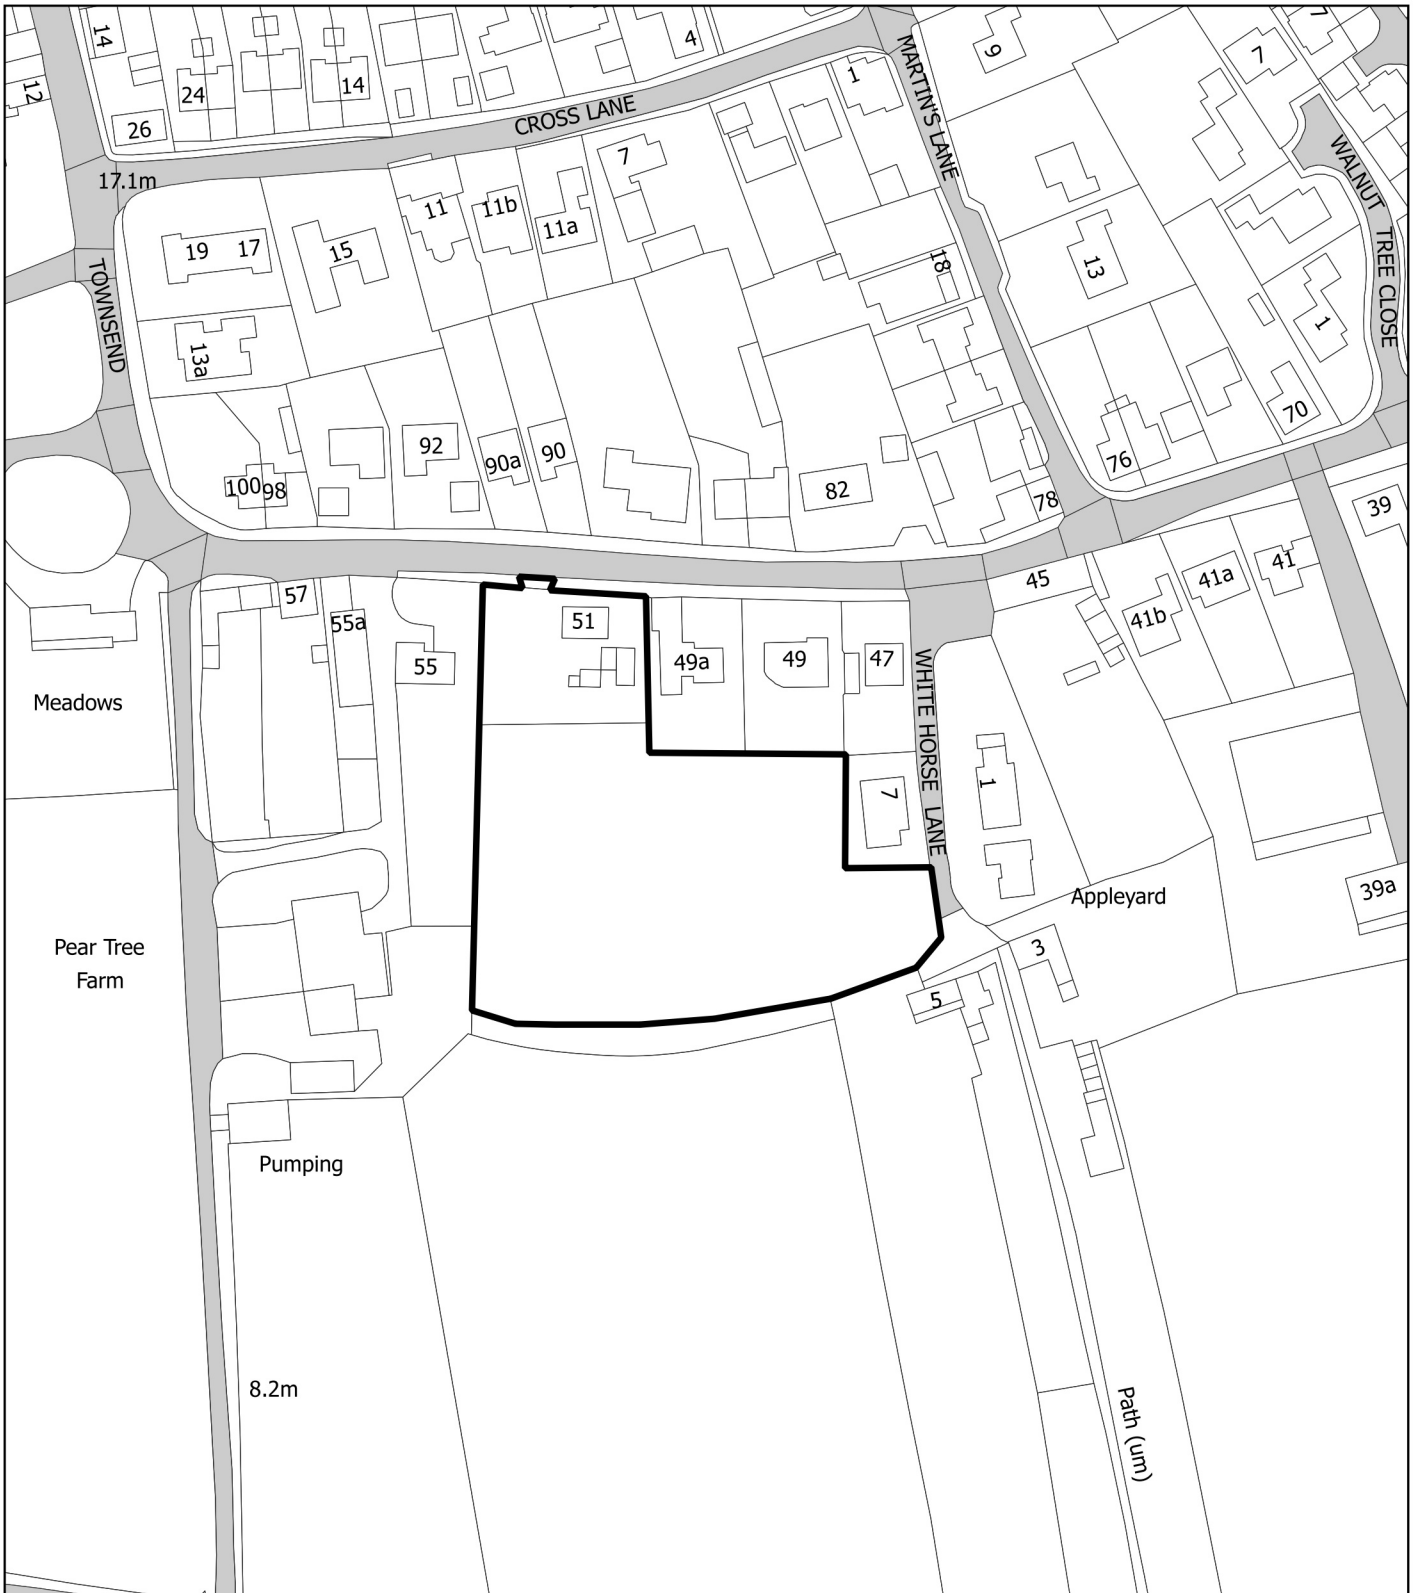 14
12
24
26
14
4
CROSS LANE
1
MARTIN'S LANE
9
7
7
WALNUT TREE CLOSE
17.1m
19
17
15
11
11b
11a
7
18
13
1
TOWNSEND
13a
92
90a
90
82
100
98
78
76
70
39
57
55a
55
51
49a
49
47
45
41b
41a
41
Meadows
WHITE HORSE LANE
7
1
Appleyard
39a
Pear Tree
Farm
3
5
Pumping
8.2m
Path (um)